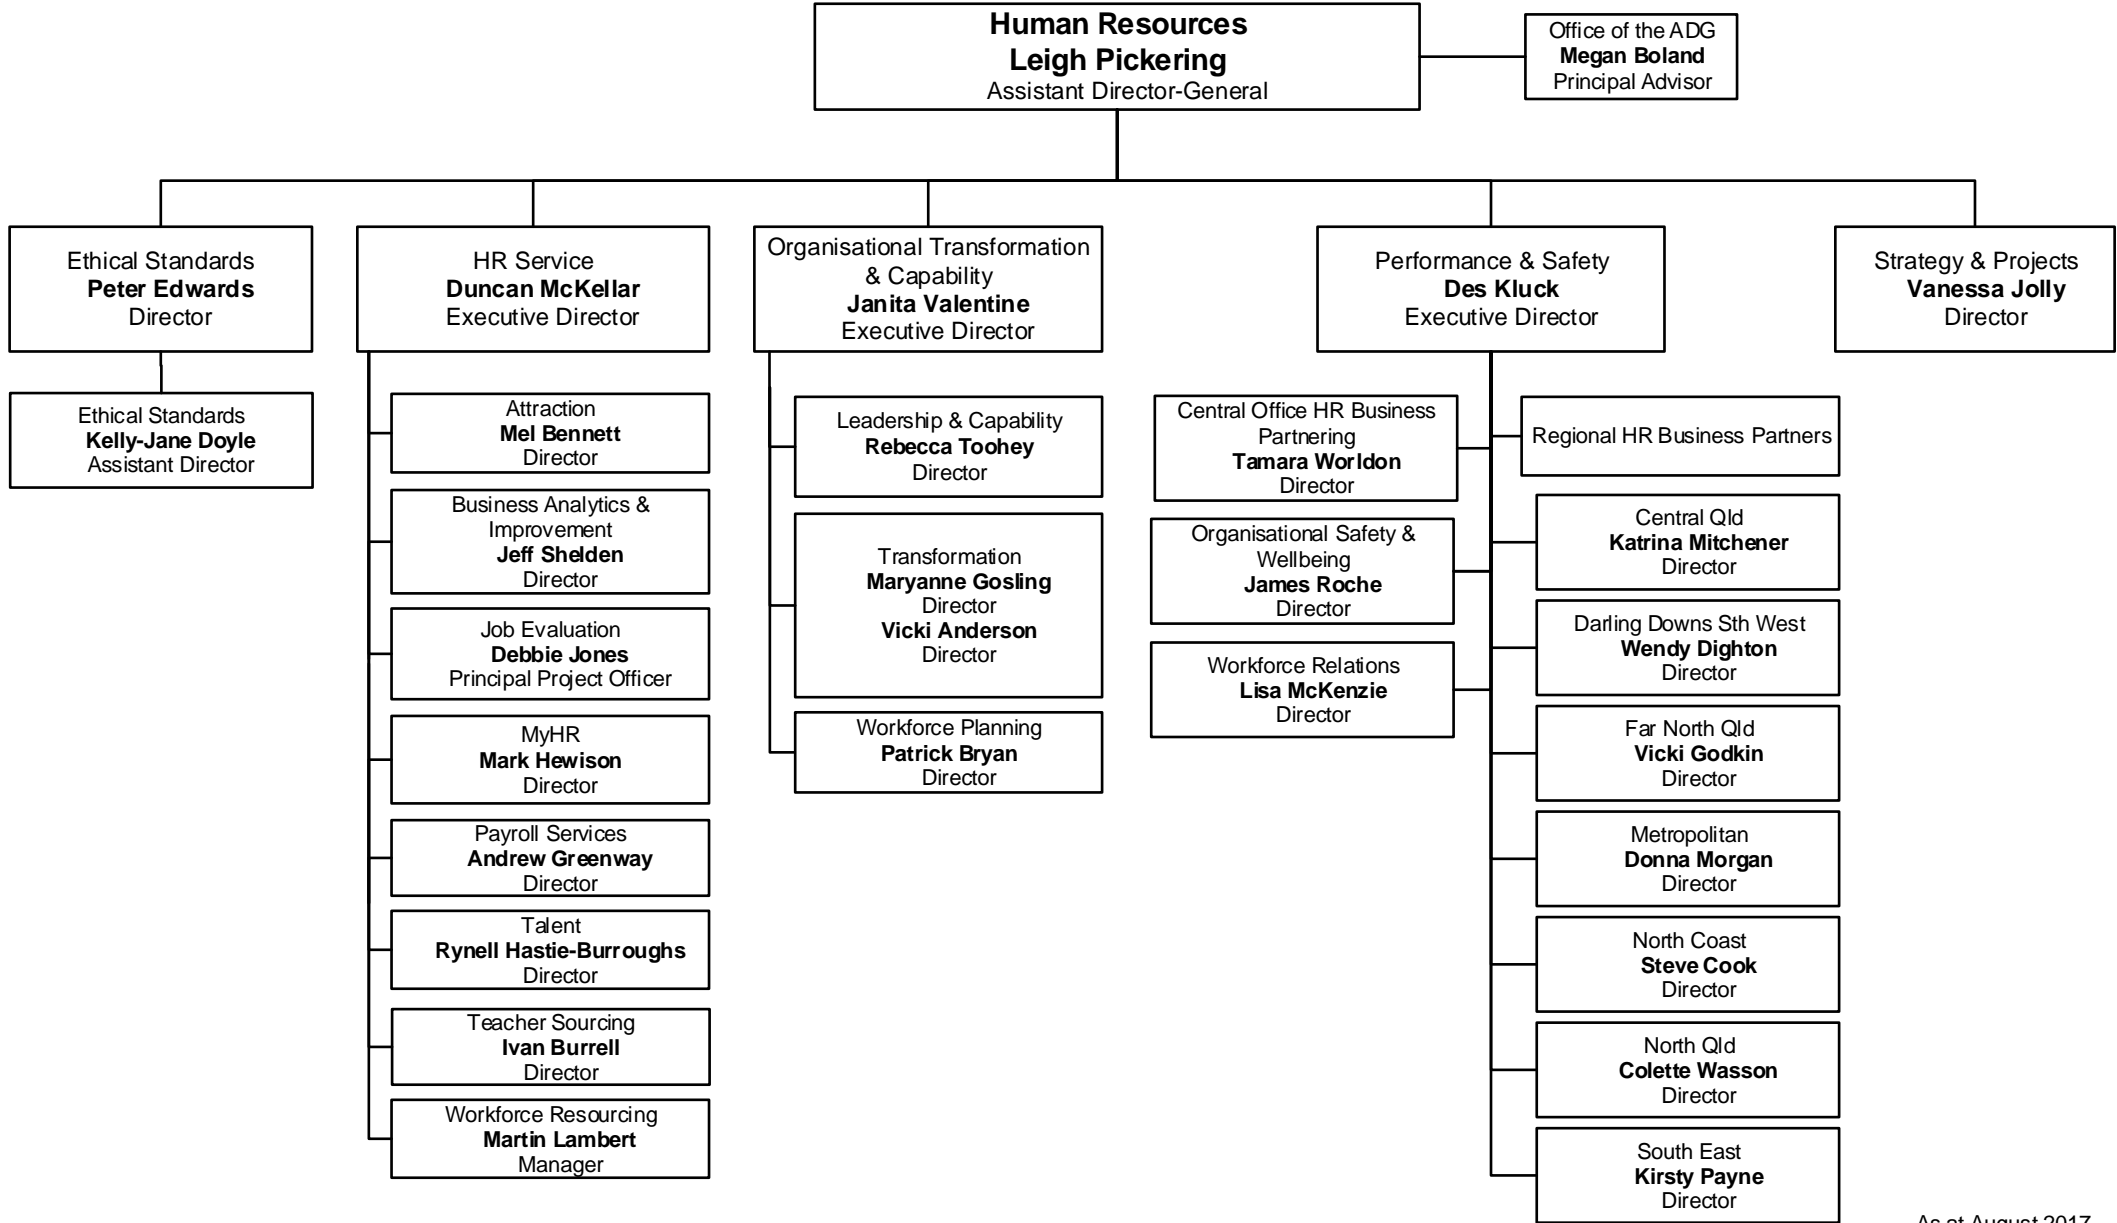 Human Resources
Leigh Pickering
Assistant Director-General
Office of the ADG
Megan Boland
Principal Advisor
Ethical Standards
Peter Edwards
Director
HR Service
Duncan McKellar
Executive Director
Organisational Transformation
& Capability
Janita Valentine
Executive Director
Performance & Safety
Des Kluck
Executive Director
Strategy & Projects
Vanessa Jolly
Director
Ethical Standards
Kelly-Jane Doyle
Assistant Director
Attraction
Mel Bennett
Director
Business Analytics &
Improvement
Jeff Shelden
Director
Job Evaluation
Debbie Jones
Principal Project Officer
MyHR
Mark Hewison
Director
Payroll Services
Andrew Greenway
Director
Talent
Rynell Hastie-Burroughs
Director
Teacher Sourcing
Ivan Burrell
Director
Workforce Resourcing
Martin Lambert
Manager
Leadership & Capability
Rebecca Toohey
Director
Transformation
Maryanne Gosling
Director
Vicki Anderson
Director
Workforce Planning
Patrick Bryan
Director
Central Office HR Business
Partnering
Tamara Worldon
Director
Organisational Safety &
Wellbeing
James Roche
Director
Workforce Relations
Lisa McKenzie
Director
Regional HR Business Partners
Central Qld
Katrina Mitchener
Director
Darling Downs Sth West
Wendy Dighton
Director
Far North Qld
Vicki Godkin
Director
Metropolitan
Donna Morgan
Director
North Coast
Steve Cook
Director
North Qld
Colette Wasson
Director
South East
Kirsty Payne
Director
As at August 2017